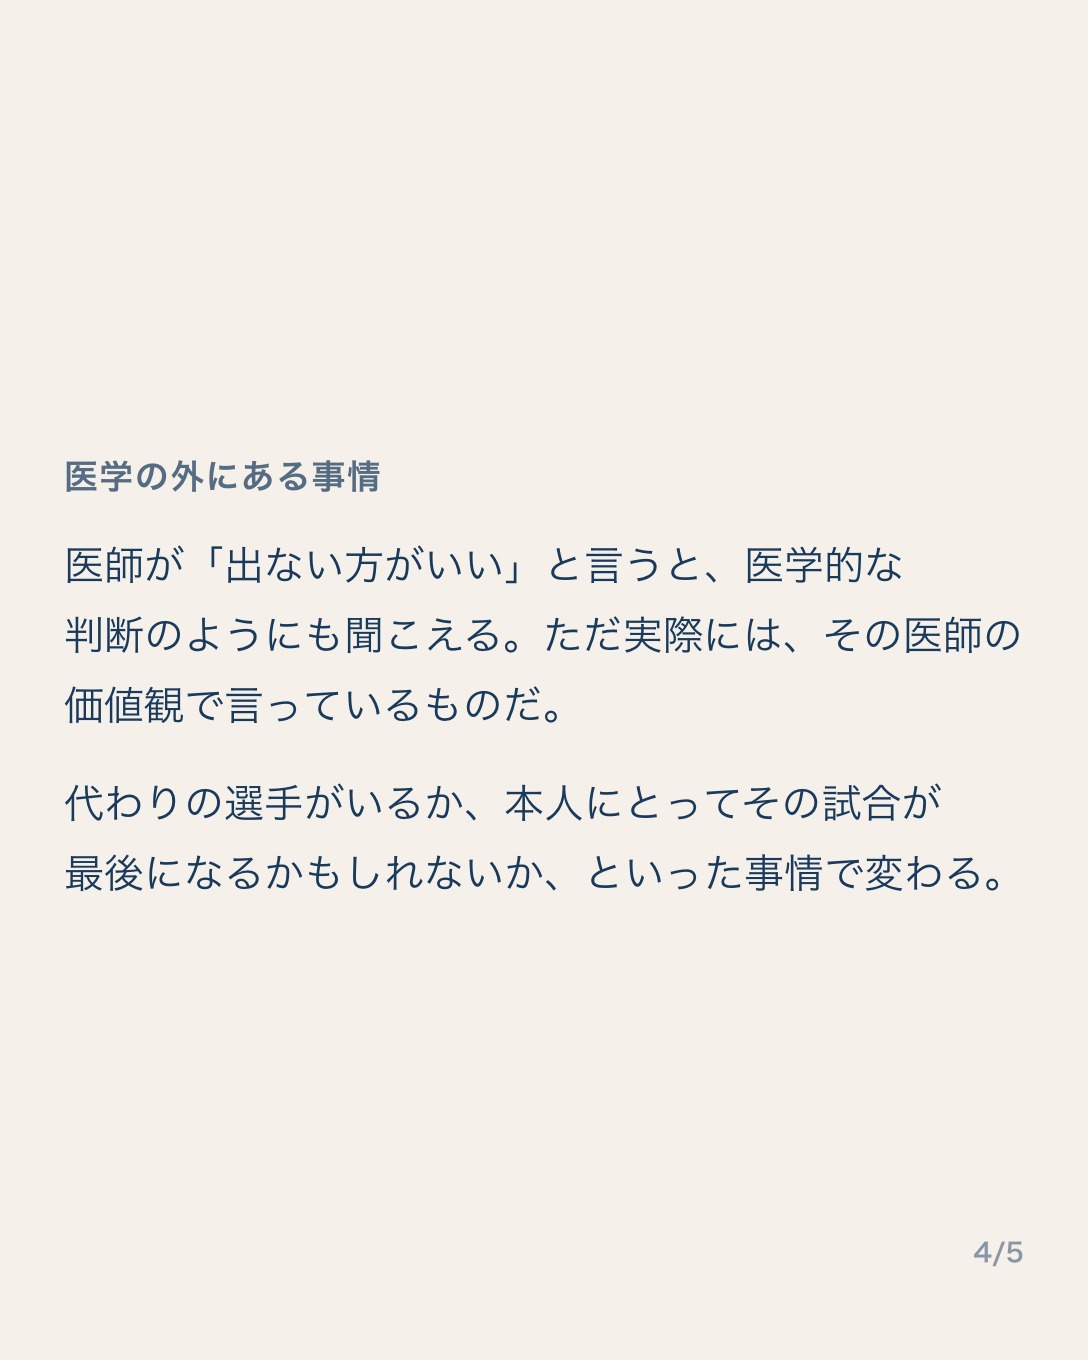 医学の外にある事情
医師が「出ない方がいい」と言うと、医学的な
判断のようにも聞こえる。ただ実際には、その医師の
価値観で言っているものだ。
代わりの選手がいるか、本人にとってその試合が
最後になるかもしれないか、といった事情で変わる。
4/5